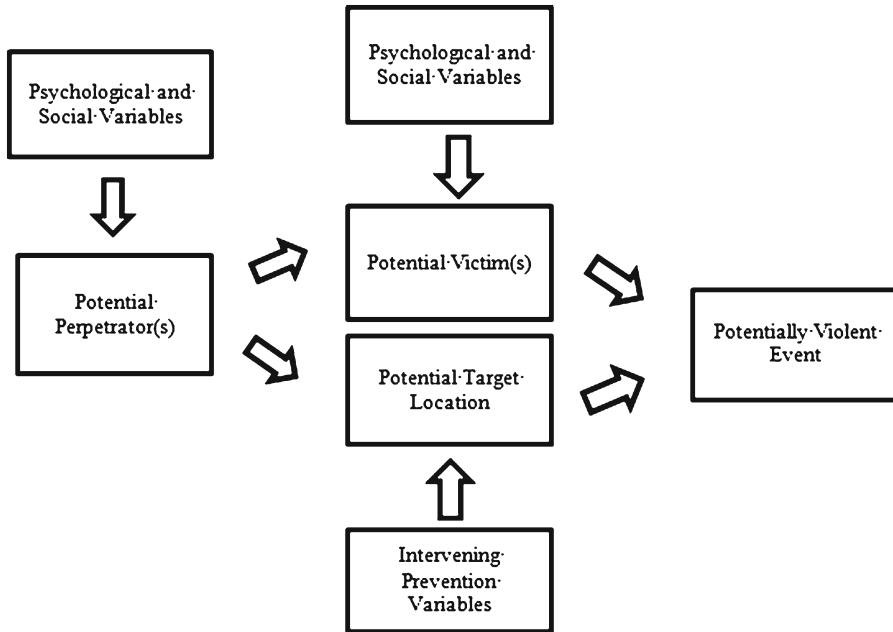 Psychological and
Social Variables
Psychological and
Social Variables
Potential
Perpetrator(s)
Potential Victim(s)
Potential Target
Location
Potentially Violent
Event
Intervening
Prevention
Variables